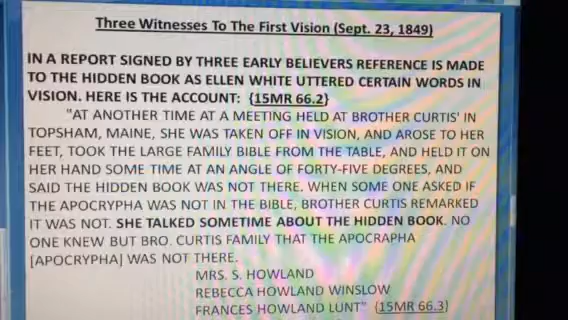 Three Witnesses To The First Vision (Sept. 23, 1849)
IN A REPORT SIGNED BY THREE EARLY BELIEVERS REFERENCE IS MADE
TO THE HIDDEN BOOK AS ELLEN WHITE UTTERED CERTAIN WORDS IN
VISION. HERE IS THE ACCOUNT: {15MR 66.2}
"AT ANOTHER TIME AT A MEETING HELD AT BROTHER CURTIS' IN
TOPSHAM, MAINE, SHE WAS TAKEN OFF IN VISION, AND AROSE TO HER
FEET, TOOK THE LARGE FAMILY BIBLE FROM THE TABLE, AND HELD IT ON
HER HAND SOME TIME AT AN ANGLE OF FORTY-FIVE DEGREES, AND
SAID THE HIDDEN BOOK WAS NOT THERE. WHEN SOME ONE ASKED IF
THE APOCRYPHA WAS NOT IN THE BIBLE, BROTHER CURTIS REMARKED
IT WAS NOT. SHE TALKED SOMETIME ABOUT THE HIDDEN BOOK. NO
ONE KNEW BUT BRO. CURTIS FAMILY THAT THE APOCRAPHA
[APOCRYPHA] WAS NOT THERE.
MRS. S. HOWLAND
REBECCA HOWLAND WINSLOW
FRANCES HOWLAND LUNT" {15MR 66.3}